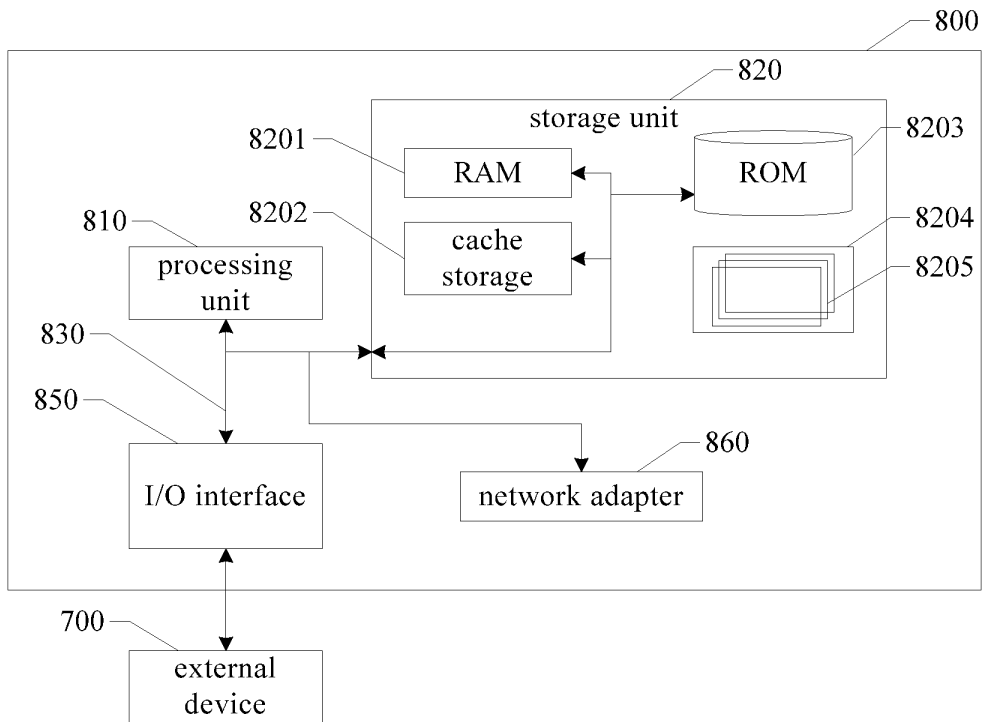 800
820
storage unit
8201
RAM
8203
ROM
8202
cache
storage
8204
8205
810
processing
unit
830
850
I/O interface
860
network adapter
700
external
device